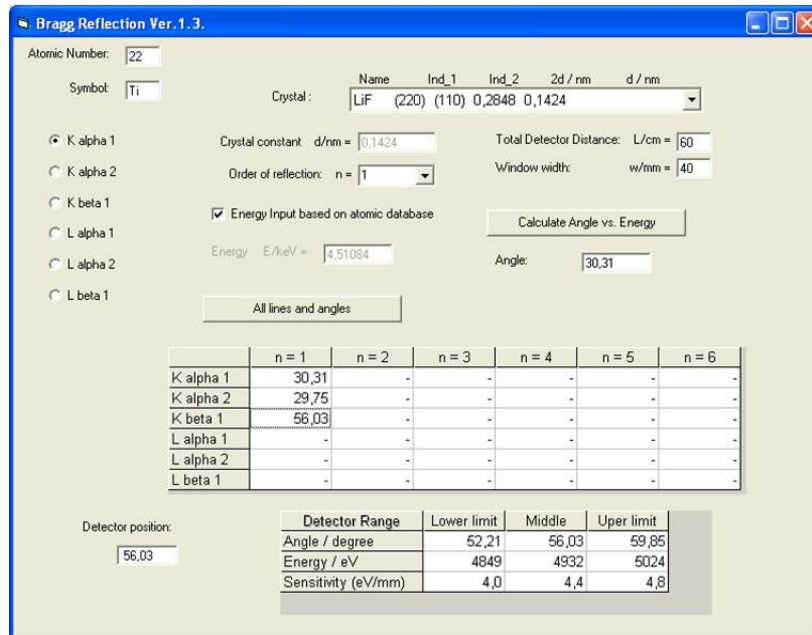 Bragg Reflection Ver.1.3.
Atomic Number: 22
Symbol: Ti
Name Ind_1 Ind_2 2d / nm d / nm
Crystal : LiF (220) (110) 0,2848 0,1424
K alpha 1
K alpha 2
K beta 1
L alpha 1
L alpha 2
L beta 1
Crystal constant d/nm = 0,1424
Order of reflection: n = 1
Energy Input based on atomic database
Energy E/keV = 4,51084
Total Detector Distance: L/cm = 60
Window width: w/mm = 40
Calculate Angle vs. Energy
Angle: 30,31
All lines and angles
n = 1 n = 2 n = 3 n = 4 n = 5 n = 6
K alpha 1 30,31 - - - - -
K alpha 2 29,75 - - - - -
K beta 1 56,03 - - - - -
L alpha 1 - - - - - -
L alpha 2 - - - - - -
L beta 1 - - - - - -
Detector position:
56,03
Detector Range Lower limit Middle Uper limit
Angle / degree 52,21 56,03 59,85
Energy / eV 4849 4932 5024
Sensitivity (eV/mm) 4,0 4,4 4,8